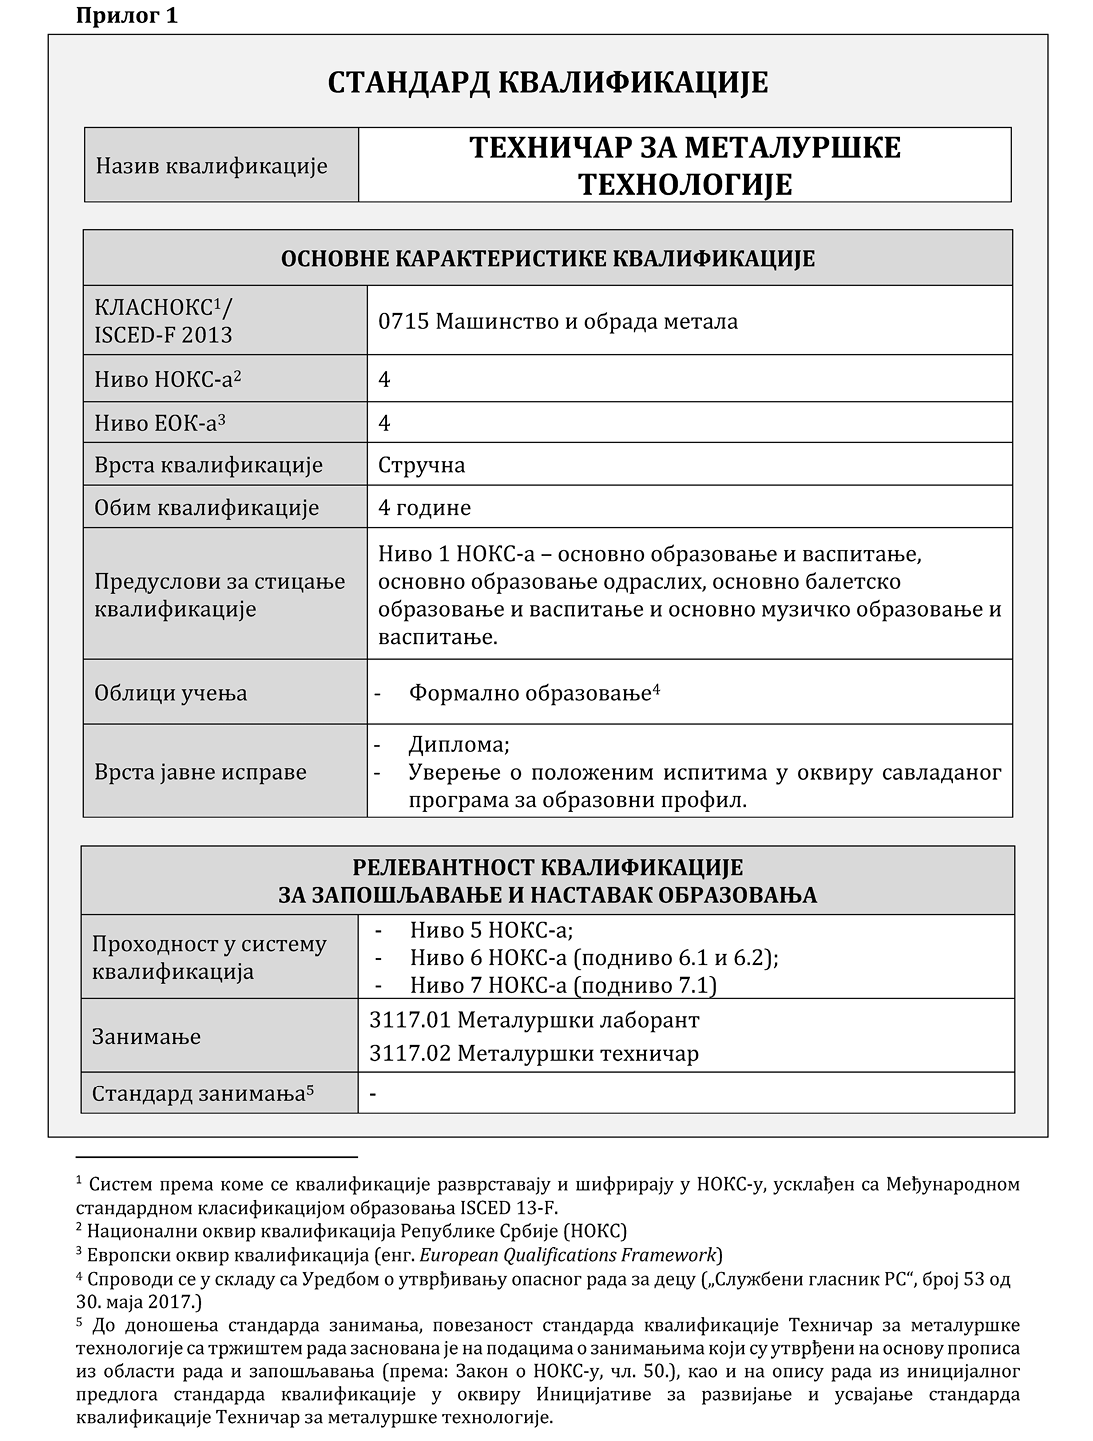 Прилог 1
СТАНДАРД КВАЛИФИКАЦИЈЕ
Назив квалификације
ТЕХНИЧАР ЗА МЕТАЛУРШКЕ
ТЕХНОЛОГИЈЕ
ОСНОВНЕ КАРАКТЕРИСТИКЕ КВАЛИФИКАЦИЈЕ
КЛАСНОКС¹/
ISCED-F 2013
0715 Машинство и обрада метала
Ниво НОКС-а²
4
Ниво ЕОК-а³
4
Врста квалификације
Стручна
Обим квалификације
4 године
Предуслови за стицање
квалификације
Ниво 1 НОКС-а – основно образовање и васпитање,
основно образовање одраслих, основно балетско
образовање и васпитање и основно музичко образовање и
васпитање.
Облици учења
- Формално образовање⁴
Врста јавне исправе
- Диплома;
- Уверење о положеним испитима у оквиру савладаног
програма за образовни профил.
РЕЛЕВАНТНОСТ КВАЛИФИКАЦИЈЕ
ЗА ЗАПОШЉАВАЊЕ И НАСТАВАК ОБРАЗОВАЊА
Проходност у систему
квалификација
- Ниво 5 НОКС-а;
- Ниво 6 НОКС-а (подниво 6.1 и 6.2);
- Ниво 7 НОКС-а (подниво 7.1)
Занимање
3117.01 Металуршки лаборант
3117.02 Металуршки техничар
Стандард занимања⁵
-
¹ Систем према коме се квалификације разврставају и шифрирају у НОКС-у, усклађен са Међународном
стандардном класификацијом образовања ISCED 13-F.
² Национални оквир квалификација Републике Србије (НОКС)
³ Европски оквир квалификација (енг. European Qualifications Framework)
⁴ Спроводи се у складу са Уредбом о утврђивању опасног рада за децу („Службени гласник РС“, број 53 од
30. маја 2017.)
⁵ До доношења стандарда занимања, повезаност стандарда квалификације Техничар за металуршке
технологије са тржиштем рада заснована је на подацима о занимањима који су утврђени на основу прописа
из области рада и запошљавања (према: Закон о НОКС-у, чл. 50.), као и на опису рада из иницијалног
предлога стандарда квалификације у оквиру Иницијативе за развијање и усвајање стандарда
квалификације Техничар за металуршке технологије.